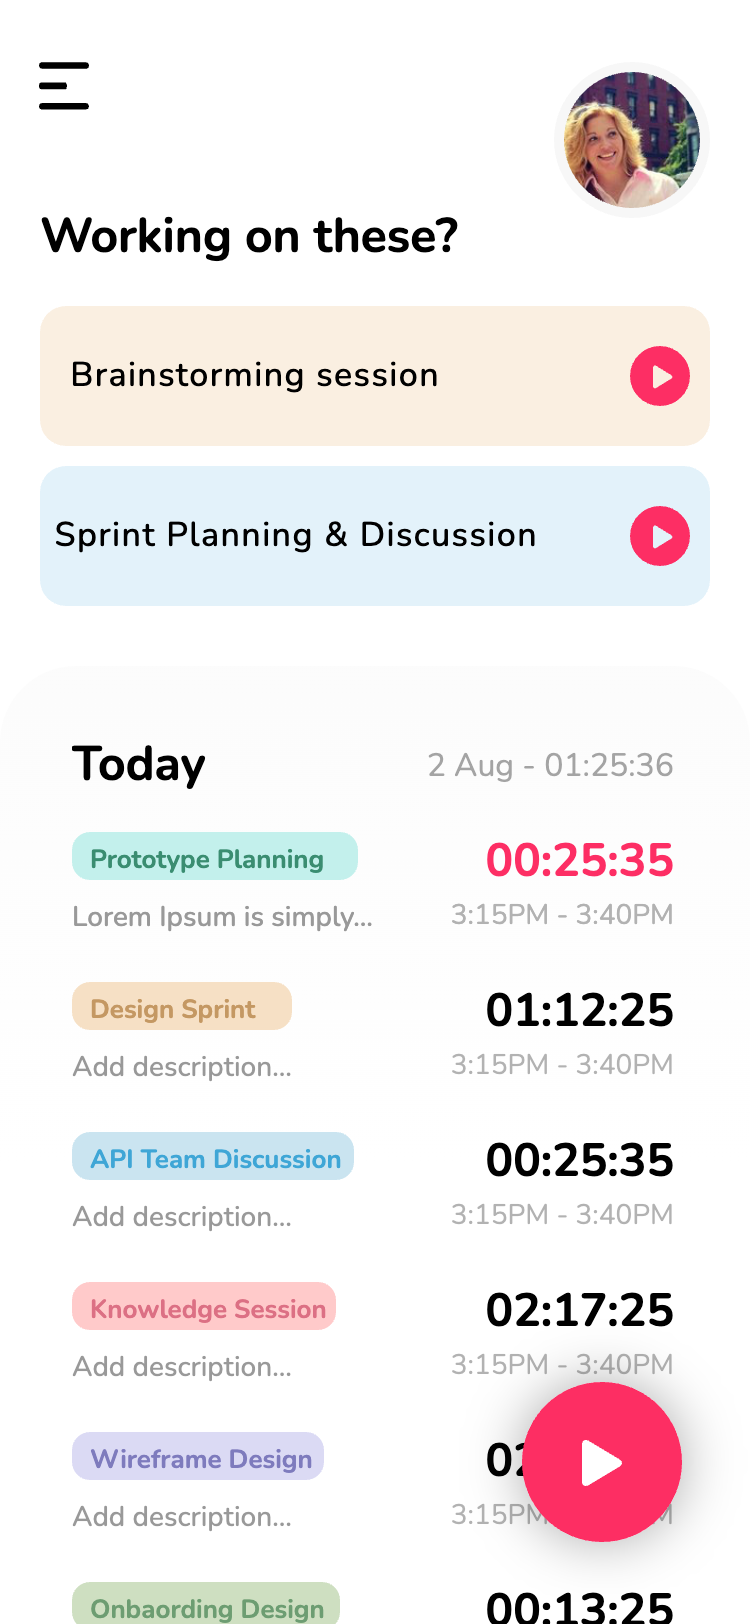 Working on these?
Brainstorming session
Sprint Planning & Discussion
Today
2 Aug - 01:25:36
Prototype Planning
00:25:35
Lorem Ipsum is simply...
3:15PM - 3:40PM
Design Sprint
01:12:25
Add description...
3:15PM - 3:40PM
API Team Discussion
00:25:35
Add description...
3:15PM - 3:40PM
Knowledge Session
02:17:25
Add description...
3:15PM - 3:40PM
Wireframe Design
Add description...
3:15PM
Onbaording Design
00:13:25